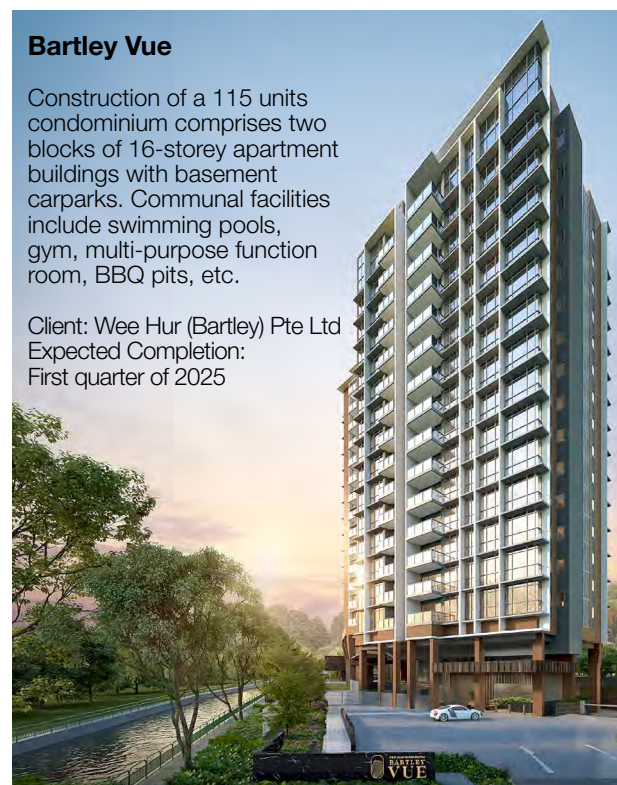 Bartley Vue
Construction of a 115 units
condominium comprises two
blocks of 16-storey apartment
buildings with basement
carparks. Communal facilities
include swimming pools,
gym, multi-purpose function
room, BBQ pits, etc.
Client: Wee Hur (Bartley) Pte Ltd
Expected Completion:
First quarter of 2025
BARTLEY
VUE